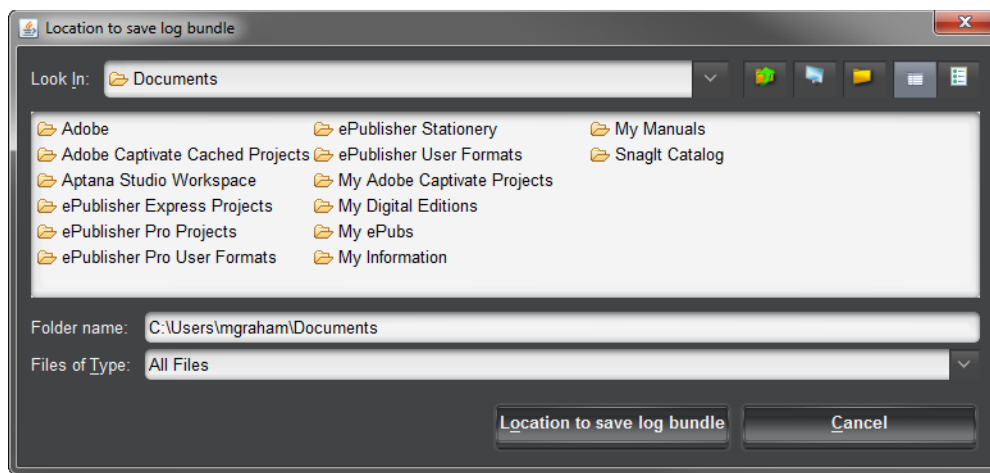 Location to save log bundle
Look In: Documents
Adobe ePublisher Stationery My Manuals
Adobe Captivate Cached Projects ePublisher User Formats SnagIt Catalog
Aptana Studio Workspace My Adobe Captivate Projects
ePublisher Express Projects My Digital Editions
ePublisher Pro Projects My ePubs
ePublisher Pro User Formats My Information
Folder name: C:\Users\mgraham\Documents
Files of Type: All Files
Location to save log bundle Cancel